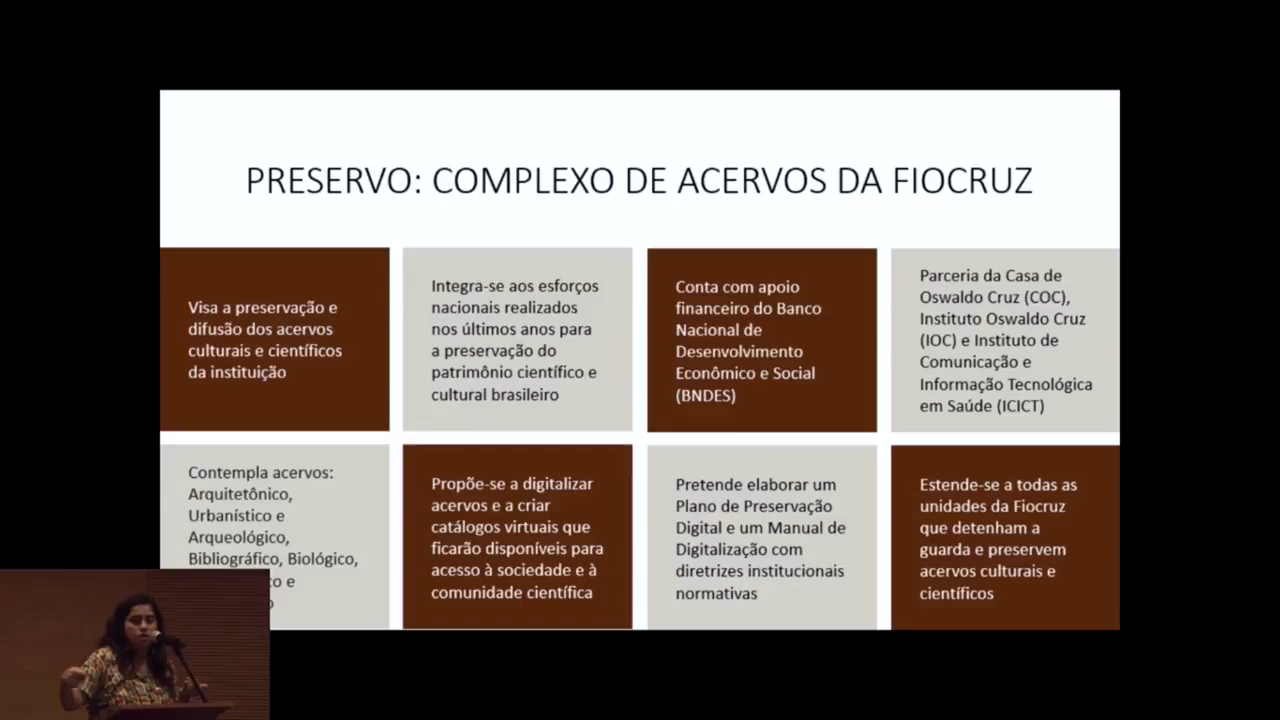 PRESERVO: COMPLEXO DE ACERVOS DA FIOCRUZ
Visa a preservação e
difusão dos acervos
culturais e científicos
da instituição
Integra-se aos esforços
nacionais realizados
nos últimos anos para
a preservação do
patrimônio científico e
cultural brasileiro
Conta com apoio
financeiro do Banco
Nacional de
Desenvolvimento
Econômico e Social
(BNDES)
Parceria da Casa de
Oswaldo Cruz (COC),
Instituto Oswaldo Cruz
(IOC) e Instituto de
Comunicação e
Informação Tecnológica
em Saúde (ICICT)
Contempla acervos:
Arquitetônico,
Urbanístico e
Arqueológico,
Bibliográfico, Biológico,
e
Propõe-se a digitalizar
acervos e a criar
catálogos virtuais que
ficarão disponíveis para
acesso à sociedade e à
comunidade científica
Pretende elaborar um
Plano de Preservação
Digital e um Manual de
Digitalização com
diretrizes institucionais
normativas
Estende-se a todas as
unidades da Fiocruz
que detenham a
guarda e preservem
acervos culturais e
científicos